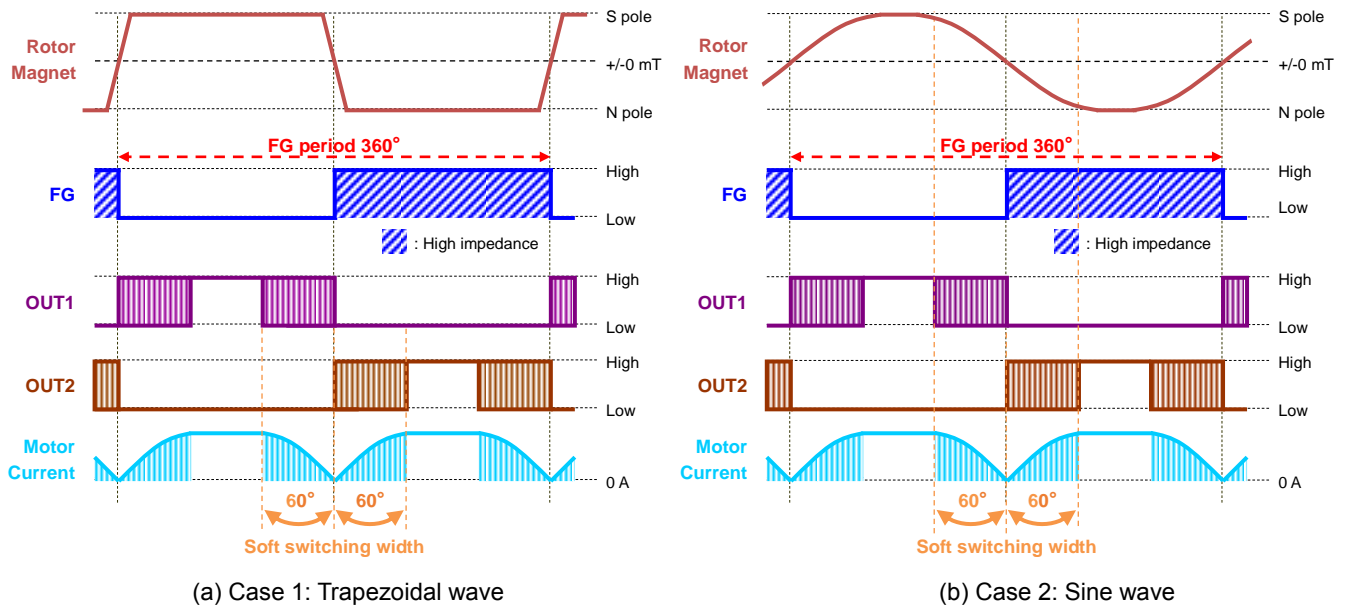 Rotor
Magnet
S pole
+/-0 mT
N pole
FG period 360°
FG
High
Low
: High impedance
OUT1
High
Low
OUT2
High
Low
Motor
Current
0 A
60°
60°
Soft switching width
(a) Case 1: Trapezoidal wave
Rotor
Magnet
S pole
+/-0 mT
N pole
FG period 360°
FG
High
Low
: High impedance
OUT1
High
Low
OUT2
High
Low
Motor
Current
0 A
60°
60°
Soft switching width
(b) Case 2: Sine wave